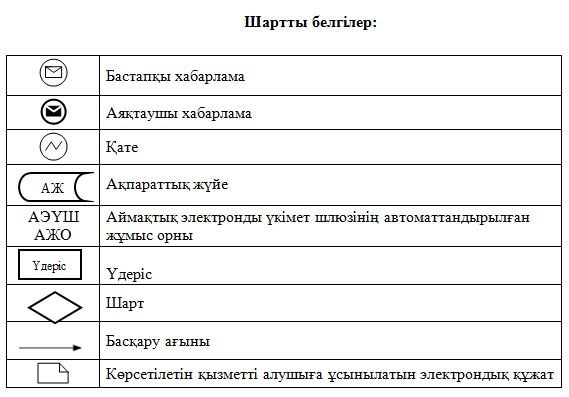 Шартты белгілер:
Бастапқы хабарлама
Аяқтаушы хабарлама
Қате
АЖ
Ақпараттық жүйе
АЭҮШ
АЖО
Аймақтық электронды үкімет шлюзінің автоматтандырылған
жұмыс орны
Үдеріс
Үдеріс
Шарт
Басқару ағыны
Көрсетілетін қызметті алушыға ұсынылатын электрондық құжат